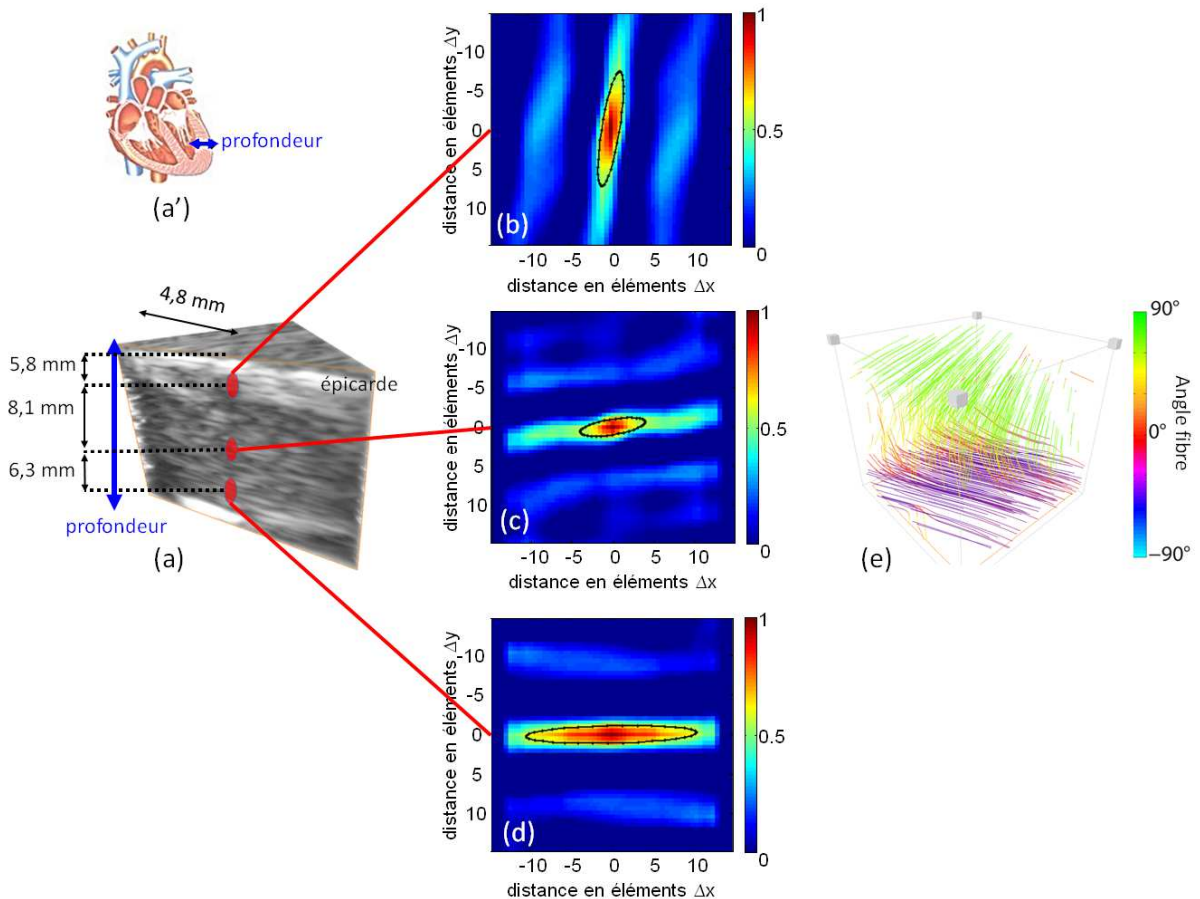 profondeur
(a')
4,8 mm
5,8 mm
8,1 mm
6,3 mm
épicarde
profondeur
(a)
distance en éléments Δy
-10
-5
0
5
10
(b)
-10 -5 0 5 10
distance en éléments Δx
1
0.5
0
distance en éléments Δy
-10
-5
0
5
10
(c)
-10 -5 0 5 10
distance en éléments Δx
1
0.5
0
distance en éléments Δy
-10
-5
0
5
10
(d)
-10 -5 0 5 10
distance en éléments Δx
1
0.5
0
90°
0°
−90°
Angle fibre
(e)